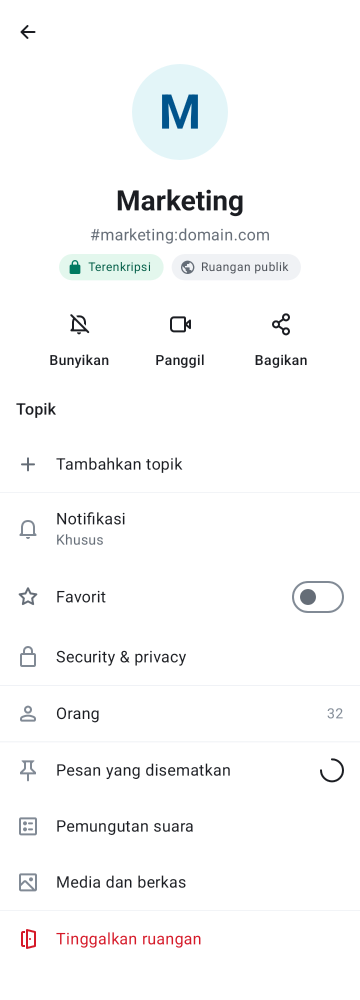 M
Marketing
#marketing:domain.com
Terenkripsi
Ruangan publik
Bunyikan
Panggil
Bagikan
Topik
Tambahkan topik
Notifikasi
Khusus
Favorit
Security & privacy
Orang
32
Pesan yang disematkan
Pemungutan suara
Media dan berkas
Tinggalkan ruangan